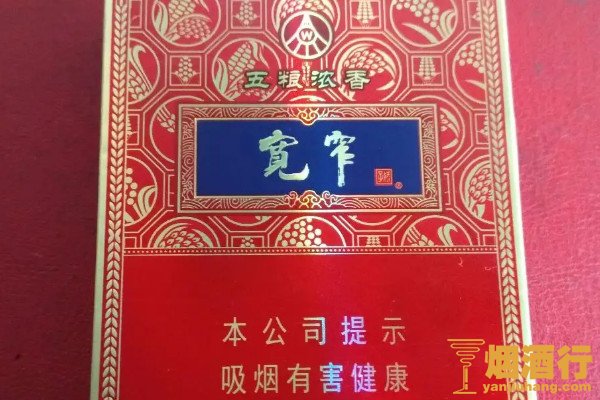 W
五粮浓香
宽窄
®
本公司提示
吸烟有害健康
烟酒行
yanjiuhang.com